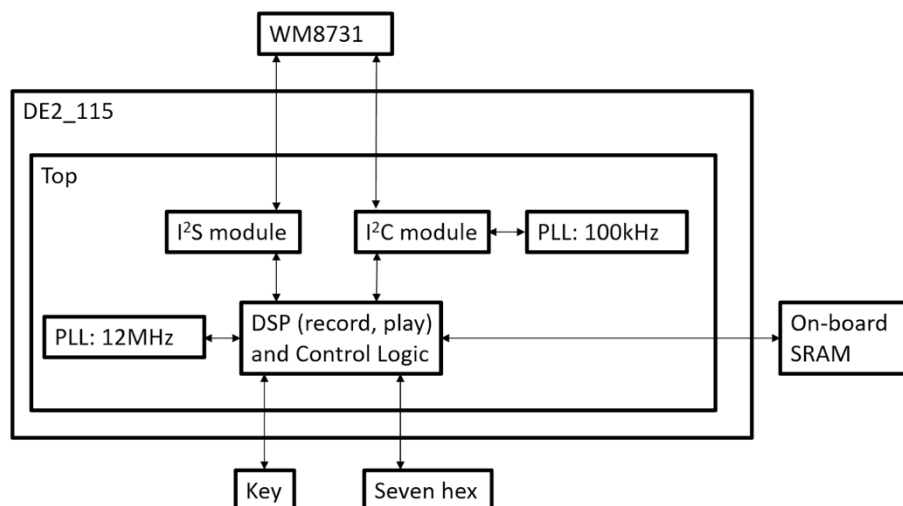 WM8731
DE2_115
Top
I²S module
I²C module
PLL: 100kHz
PLL: 12MHz
DSP (record, play)
and Control Logic
On-board
SRAM
Key
Seven hex